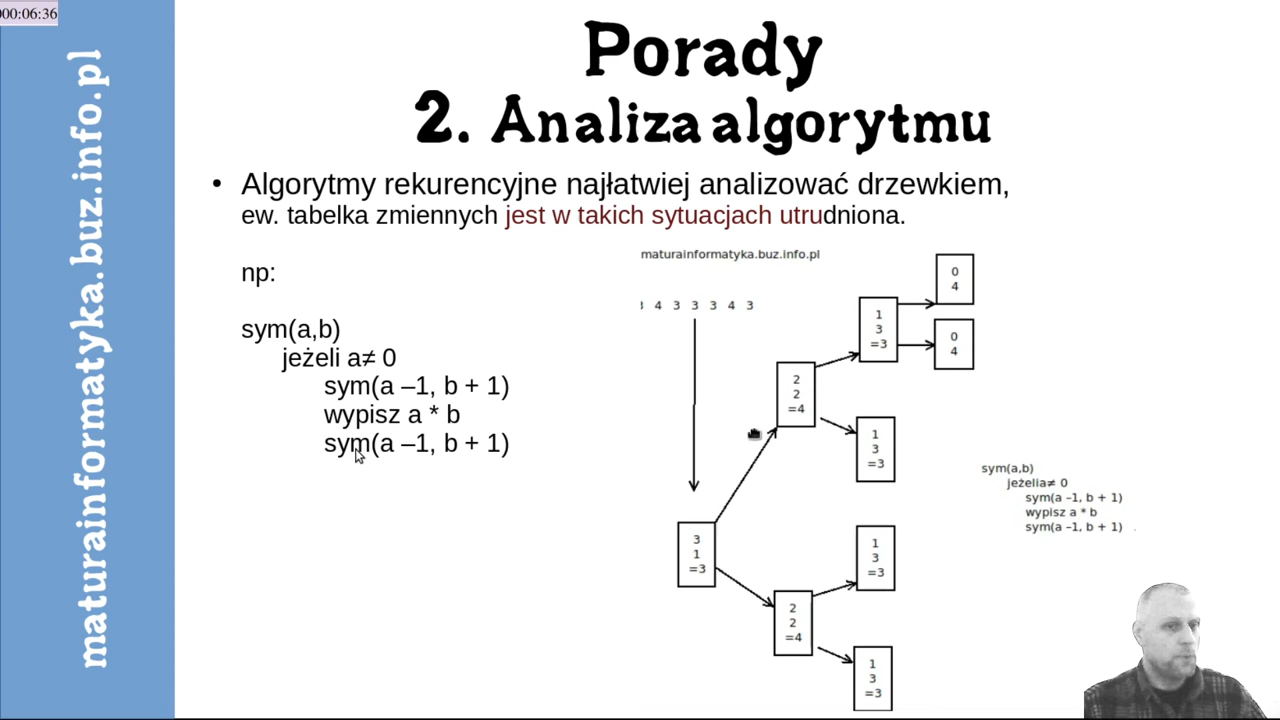 000:06:36
maturainformatyka.buz.info.pl
Porady
2. Analiza algorytmu
• Algorytmy rekurencyjne najłatwiej analizować drzewkiem,
ew. tabelka zmiennych jest w takich sytuacjach utrudniona.
np:
sym(a,b)
jeżeli a≠ 0
sym(a –1, b + 1)
wypisz a * b
sym(a –1, b + 1)
maturainformatyka.buz.info.pl
4 3 3 3 4 3
0
4
1
3
=3
0
4
2
2
=4
1
3
=3
3
1
=3
1
3
=3
2
2
=4
1
3
=3
sym(a,b)
jeżelia≠ 0
sym(a –1, b + 1)
wypisz a * b
sym(a –1, b + 1)